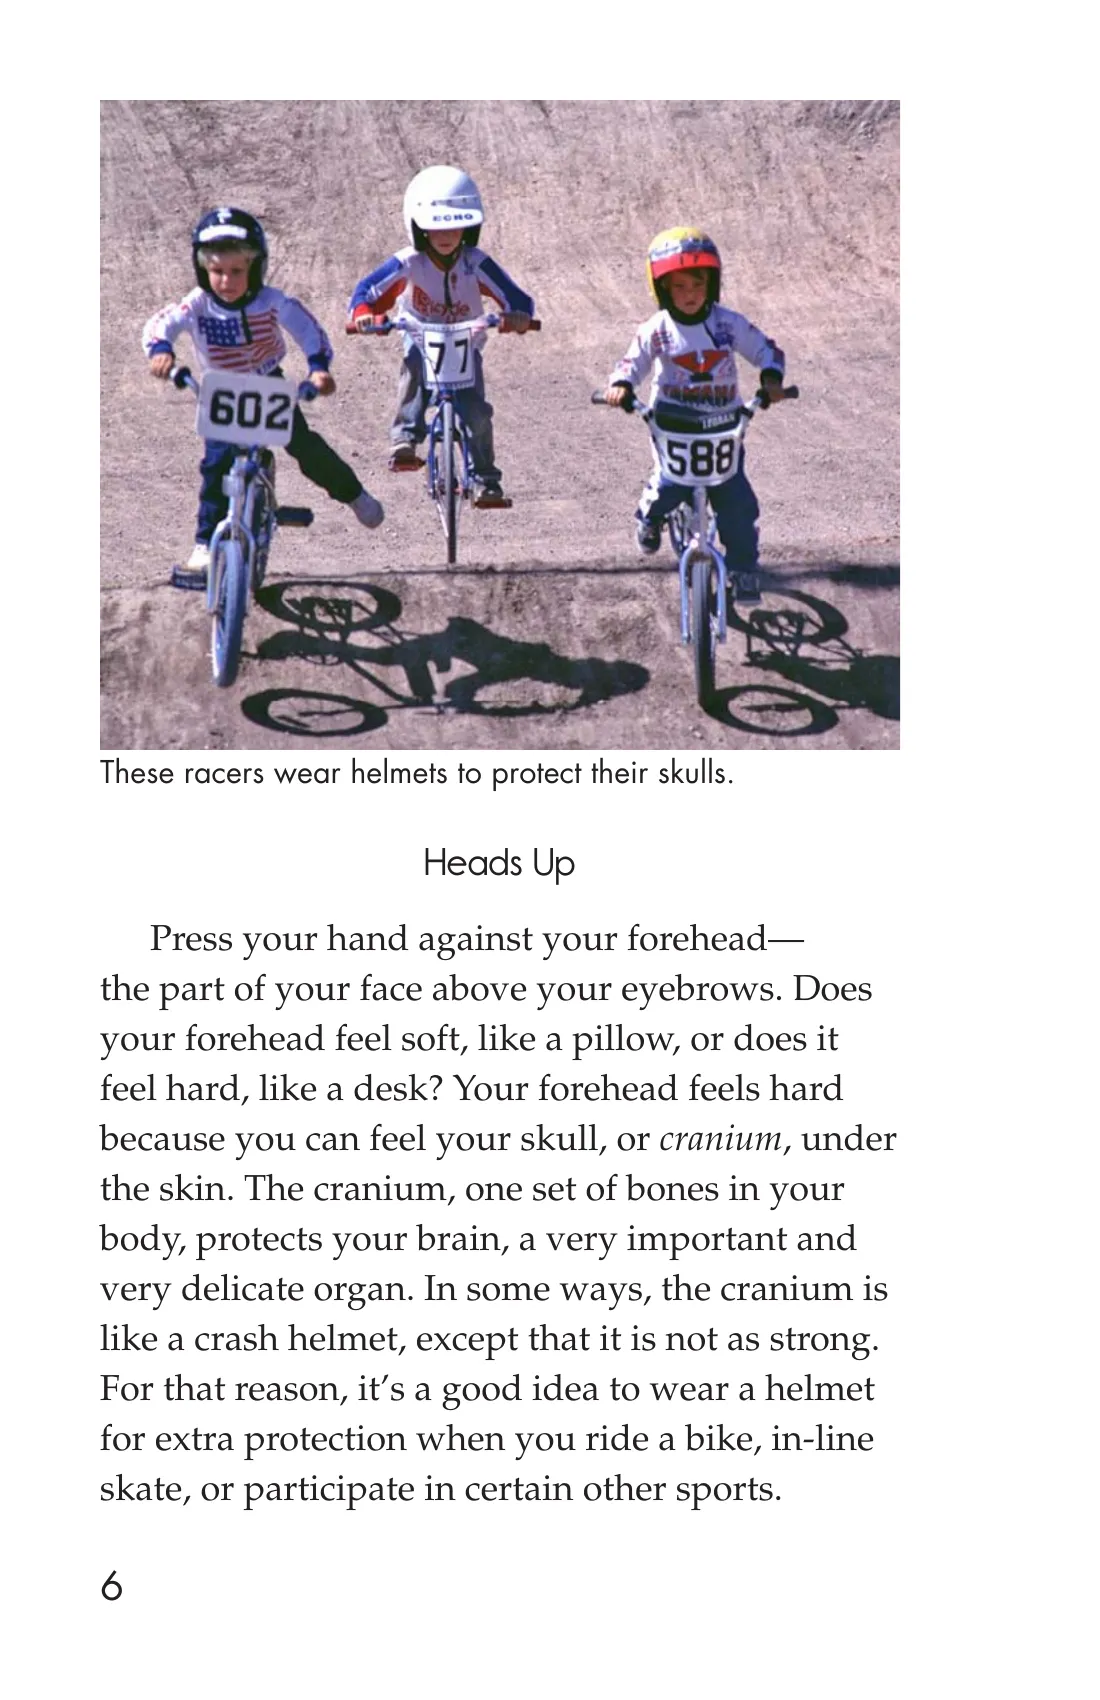 ECHO
602
77
588
These racers wear helmets to protect their skulls.
Heads Up
Press your hand against your forehead—
the part of your face above your eyebrows. Does
your forehead feel soft, like a pillow, or does it
feel hard, like a desk? Your forehead feels hard
because you can feel your skull, or cranium, under
the skin. The cranium, one set of bones in your
body, protects your brain, a very important and
very delicate organ. In some ways, the cranium is
like a crash helmet, except that it is not as strong.
For that reason, it’s a good idea to wear a helmet
for extra protection when you ride a bike, in-line
skate, or participate in certain other sports.
6